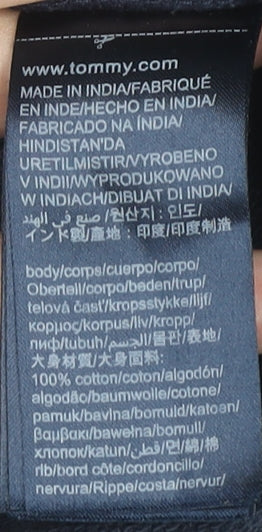 www.tommy.com
MADE IN INDIA/FABRIQUÉ
EN INDE/HECHO EN INDIA/
FABRICADO NA ÍNDIA/
HINDISTAN'DA
URETILMISTIR/VYROBENO
V INDII/WYPRODUKOWANO
W INDIACH/DIBUAT DI INDIA/
صنع في الهند /원산지 : 인도/
インド製/產地：印度/印度制造
body/corps/cuerpo/corpo/
Oberteil/corpo/beden/trup/
telová časť/kropsstykke/lijf/
κορμος/korpus/liv/kropp/
лиф/tubuh/الجسم/몸판/表地/
大身材質/大身面料:
100% cotton/coton/algodón/
algodão/baumwolle/cotone/
pamuk/bavlna/bomuld/katoen/
βαμβακι/bawełna/bomull/
хлопок/katun/قطن/면/綿/棉
rib/bord côte/cordoncillo/
nervura/Rippe/costa/nervur/